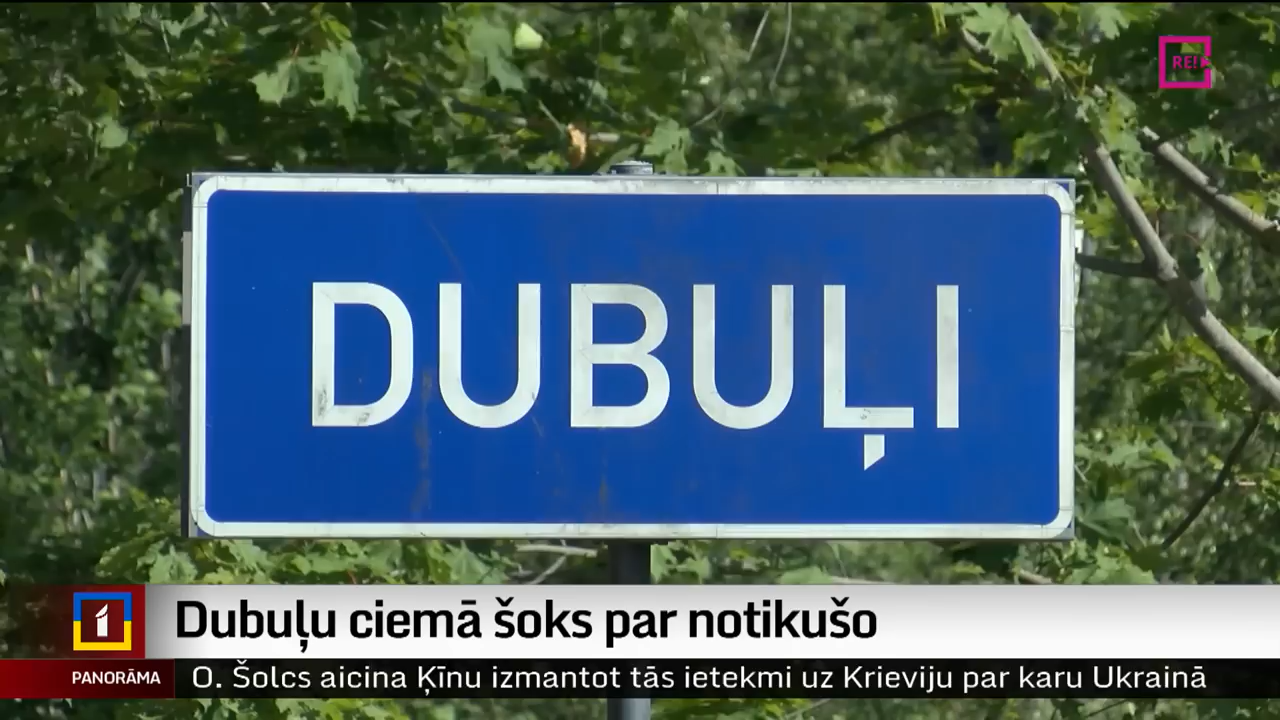 RE!
DUBUĻI
1
Dubuļu ciemā šoks par notikušo
PANORĀMA
O. Šolcs aicina Ķīnu izmantot tās ietekmi uz Krieviju par karu Ukrainā